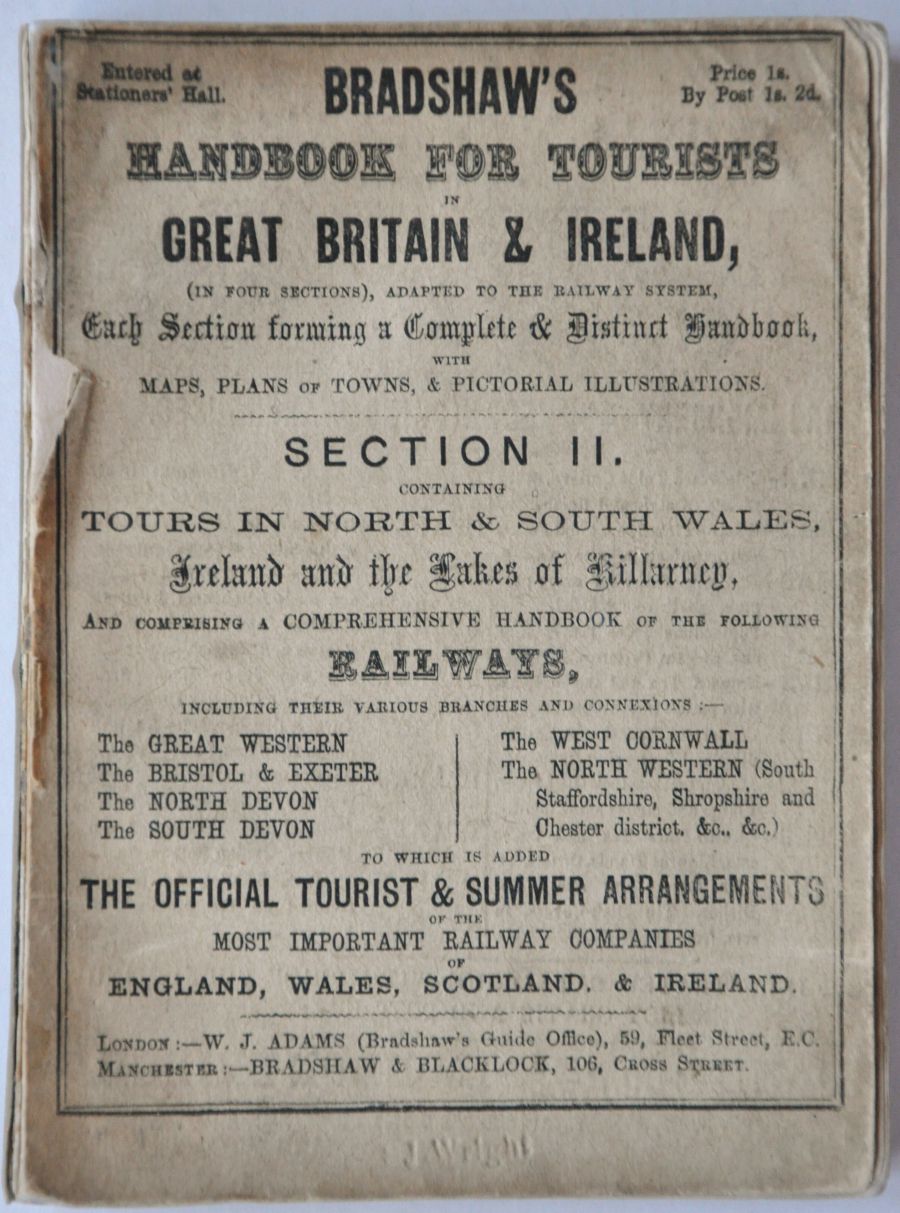 Entered at
Stationers' Hall.
BRADSHAW'S
Price 1s.
By Post 1s. 2d.
HANDBOOK FOR TOURISTS
IN
GREAT BRITAIN & IRELAND,
(IN FOUR SECTIONS), ADAPTED TO THE RAILWAY SYSTEM,
Each Section forming a Complete & Distinct Handbook,
WITH
MAPS, PLANS OF TOWNS, & PICTORIAL ILLUSTRATIONS.
SECTION II.
CONTAINING
TOURS IN NORTH & SOUTH WALES,
Ireland and the Lakes of Killarney,
AND COMPRISING A COMPREHENSIVE HANDBOOK OF THE FOLLOWING
RAILWAYS,
INCLUDING THEIR VARIOUS BRANCHES AND CONNEXIONS :—
The GREAT WESTERN
The BRISTOL & EXETER
The NORTH DEVON
The SOUTH DEVON
The WEST CORNWALL
The NORTH WESTERN (South
Staffordshire, Shropshire and
Chester district. &c., &c.)
TO WHICH IS ADDED
THE OFFICIAL TOURIST & SUMMER ARRANGEMENTS
OF THE
MOST IMPORTANT RAILWAY COMPANIES
OF
ENGLAND, WALES, SCOTLAND. & IRELAND.
LONDON:—W. J. ADAMS (Bradshaw's Guide Office), 59, Fleet Street, E.C.
MANCHESTER:—BRADSHAW & BLACKLOCK, 106, CROSS STREET.